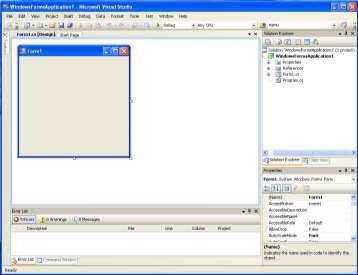 WindowsFormsApplication1 - Microsoft Visual Studio
File Edit View Project Build Debug Data Format Tools Test Window Help
Debug Any CPU menu
Form1.cs [Design] Start Page
Toolbox
Form1
Solution Explorer
Solution 'WindowsFormsApplication1' (1 project)
WindowsFormsApplication1
Properties
References
Form1.cs
Program.cs
Solution Explorer Class View
Properties
Form1 System.Windows.Forms.Form
(Name) Form1
AcceptButton (none)
AccessibleDescription
AccessibleName
AccessibleRole Default
AllowDrop False
AutoScaleMode Font
(Name)
Indicates the name used in code to identify the object.
Error List
0 Errors 0 Warnings 0 Messages
Description File Line Column Project
Error List Command Window
Ready